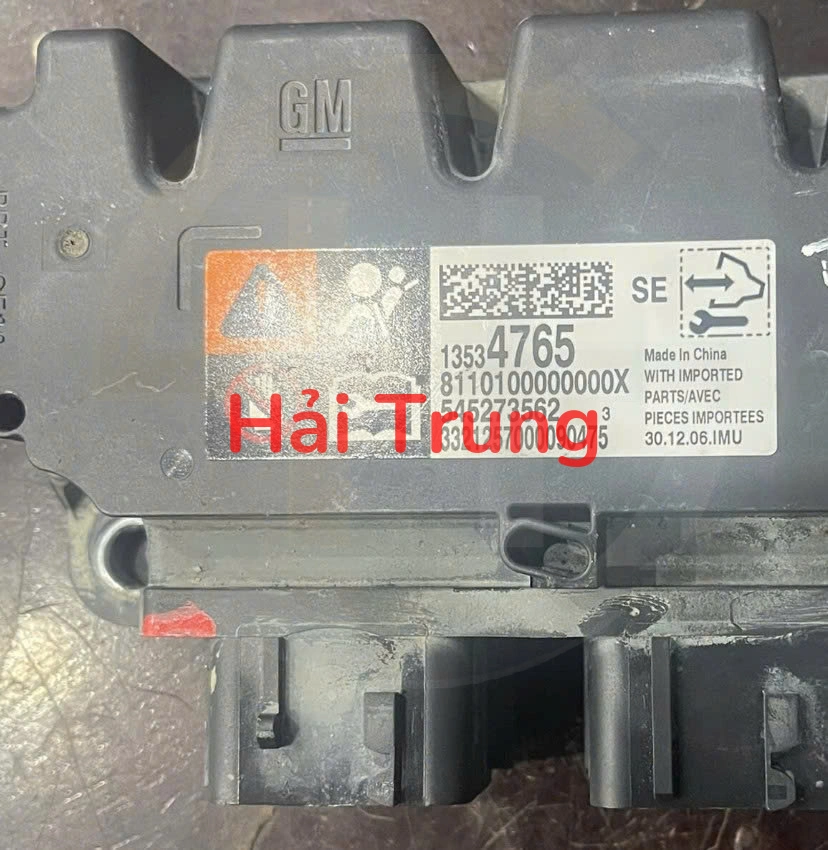 GM
SE
13534765
8110100000000X
545273562 3
3321257000090475
Made In China
WITH IMPORTED
PARTS/AVEC
PIECES IMPORTEES
30.12.06.IMU
Hải Trung